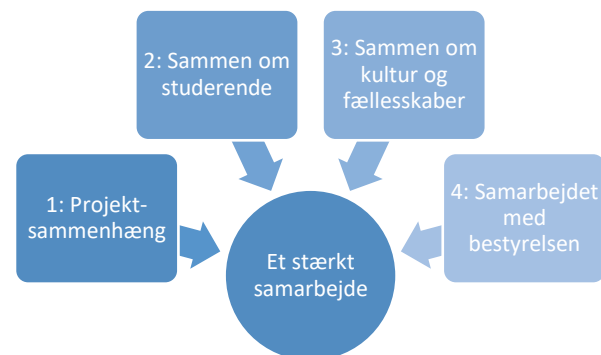 1: Projekt-
sammenhæng
2: Sammen om
studerende
3: Sammen om
kultur og
fællesskaber
4: Samarbejdet
med
bestyrelsen
Et stærkt
samarbejde